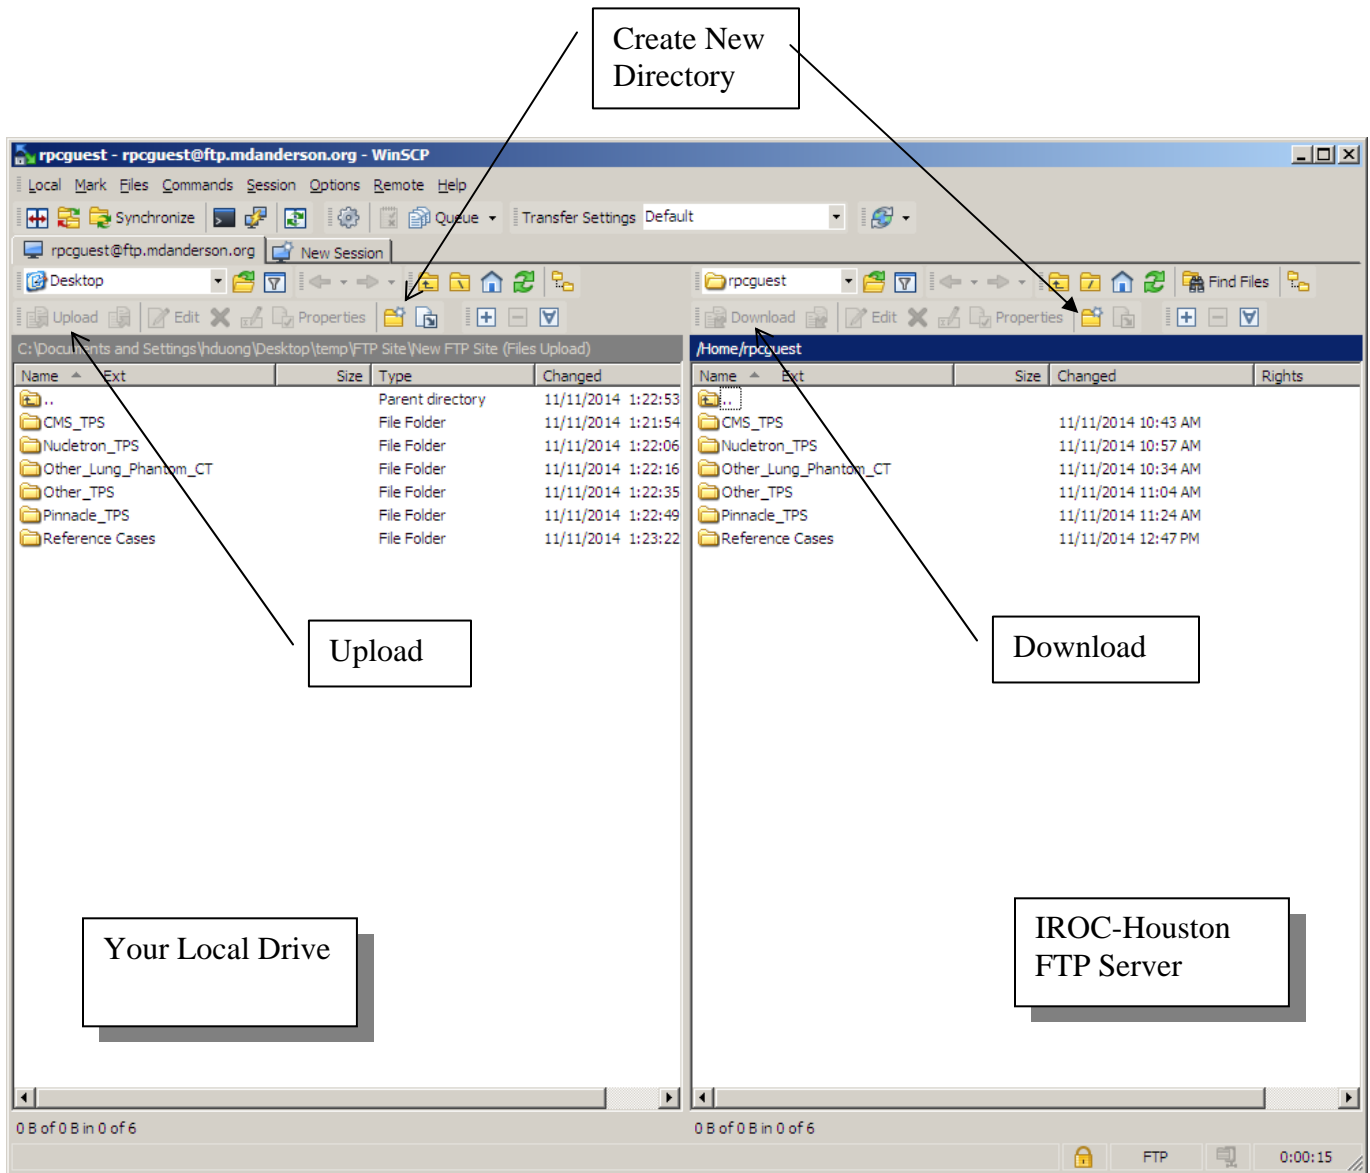 Create New
Directory
rpcguest - rpcguest@ftp.mdanderson.org - WinSCP
Local Mark Files Commands Session Options Remote Help
Synchronize Queue Transfer Settings Default
rpcguest@ftp.mdanderson.org New Session
Desktop
rpcguest Find Files
Upload Edit Properties
Download Edit Properties
C:\Documents and Settings\hduong\Desktop\temp\FTP Site\New FTP Site (Files Upload)
/Home/rpcguest
Name Ext Size Type Changed
.. Parent directory 11/11/2014 1:22:53
CMS_TPS File Folder 11/11/2014 1:21:54
Nucletron_TPS File Folder 11/11/2014 1:22:06
Other_Lung_Phantom_CT File Folder 11/11/2014 1:22:16
Other_TPS File Folder 11/11/2014 1:22:35
Pinnacle_TPS File Folder 11/11/2014 1:22:49
Reference Cases File Folder 11/11/2014 1:23:22
Name Ext Size Changed Rights
..
CMS_TPS 11/11/2014 10:43 AM
Nucletron_TPS 11/11/2014 10:57 AM
Other_Lung_Phantom_CT 11/11/2014 10:34 AM
Other_TPS 11/11/2014 11:04 AM
Pinnacle_TPS 11/11/2014 11:24 AM
Reference Cases 11/11/2014 12:47 PM
Upload
Download
Your Local Drive
IROC-Houston
FTP Server
0 B of 0 B in 0 of 6
0 B of 0 B in 0 of 6
FTP 0:00:15